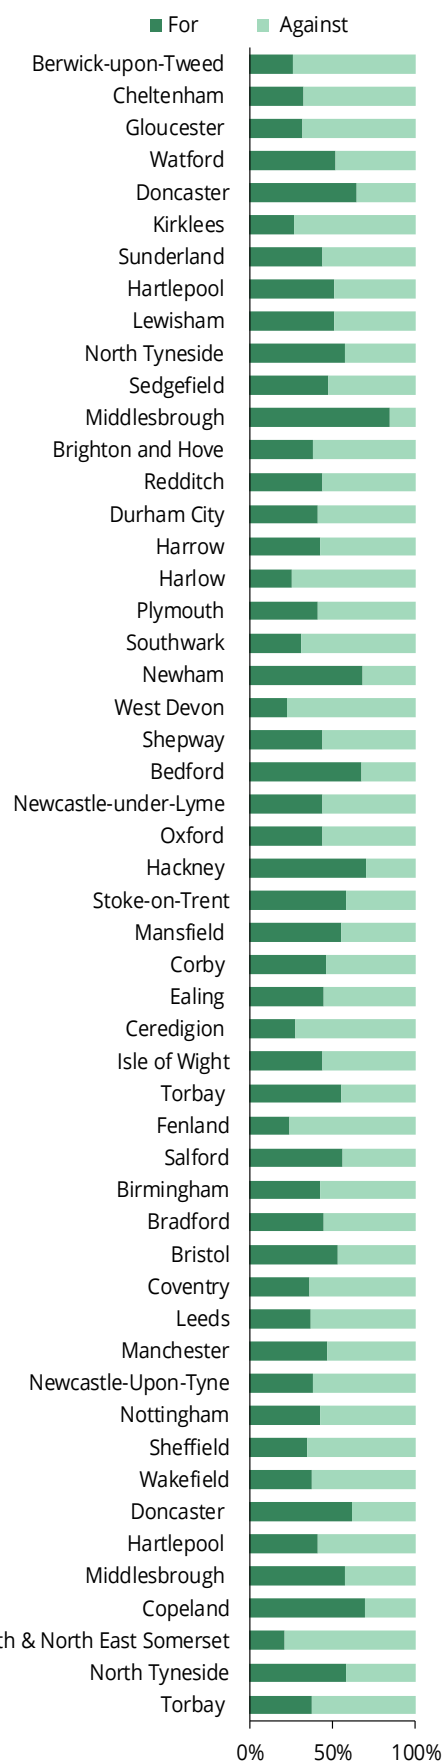 For Against
Berwick-upon-Tweed
Cheltenham
Gloucester
Watford
Doncaster
Kirklees
Sunderland
Hartlepool
Lewisham
North Tyneside
Sedgefield
Middlesbrough
Brighton and Hove
Redditch
Durham City
Harrow
Harlow
Plymouth
Southwark
Newham
West Devon
Shepway
Bedford
Newcastle-under-Lyme
Oxford
Hackney
Stoke-on-Trent
Mansfield
Corby
Ealing
Ceredigion
Isle of Wight
Torbay
Fenland
Salford
Birmingham
Bradford
Bristol
Coventry
Leeds
Manchester
Newcastle-Upon-Tyne
Nottingham
Sheffield
Wakefield
Doncaster
Hartlepool
Middlesbrough
Copeland
& North East Somerset
North Tyneside
Torbay
0% 50% 100%